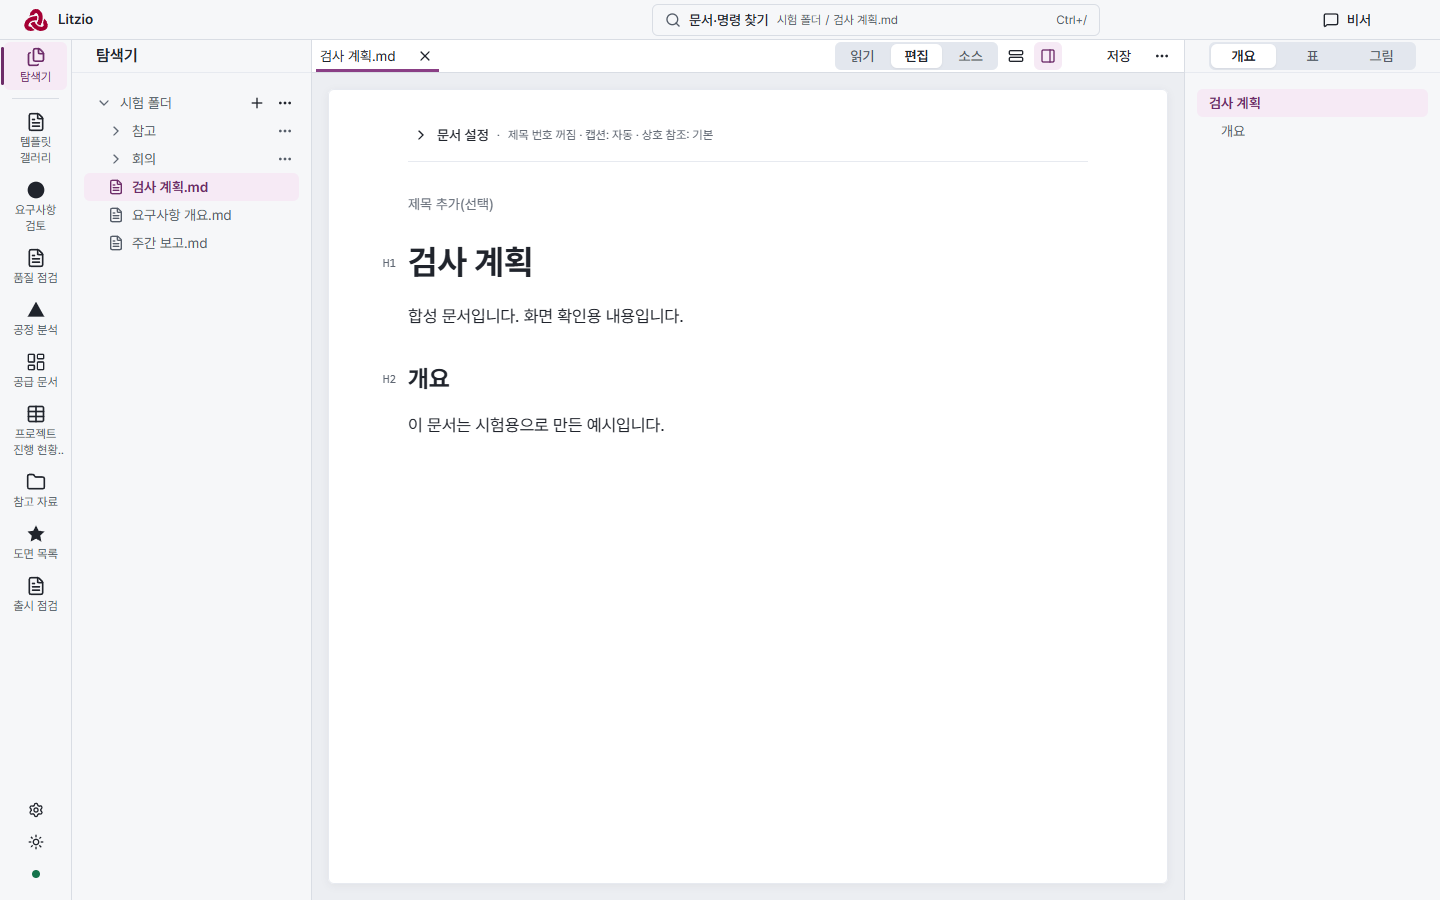 Litzio
문서·명령 찾기 시험 폴더 / 검사 계획.md Ctrl+/
비서
탐색기
템플릿
갤러리
요구사항
검토
품질 점검
공정 분석
공급 문서
프로젝트
진행 현황..
참고 자료
도면 목록
출시 점검
탐색기
시험 폴더
참고
회의
검사 계획.md
요구사항 개요.md
주간 보고.md
검사 계획.md
읽기 편집 소스
저장
문서 설정 · 제목 번호 꺼짐 · 캡션: 자동 · 상호 참조: 기본
제목 추가(선택)
H1 검사 계획
합성 문서입니다. 화면 확인용 내용입니다.
H2 개요
이 문서는 시험용으로 만든 예시입니다.
개요 표 그림
검사 계획
개요